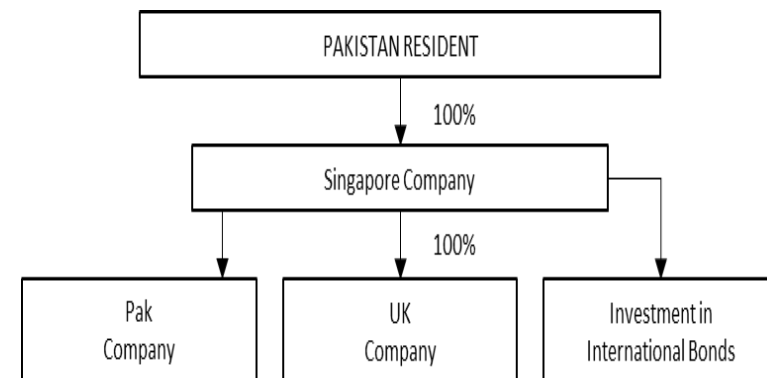 PAKISTAN RESIDENT
100%
Singapore Company
100%
Pak
Company
UK
Company
Investment in
International Bonds